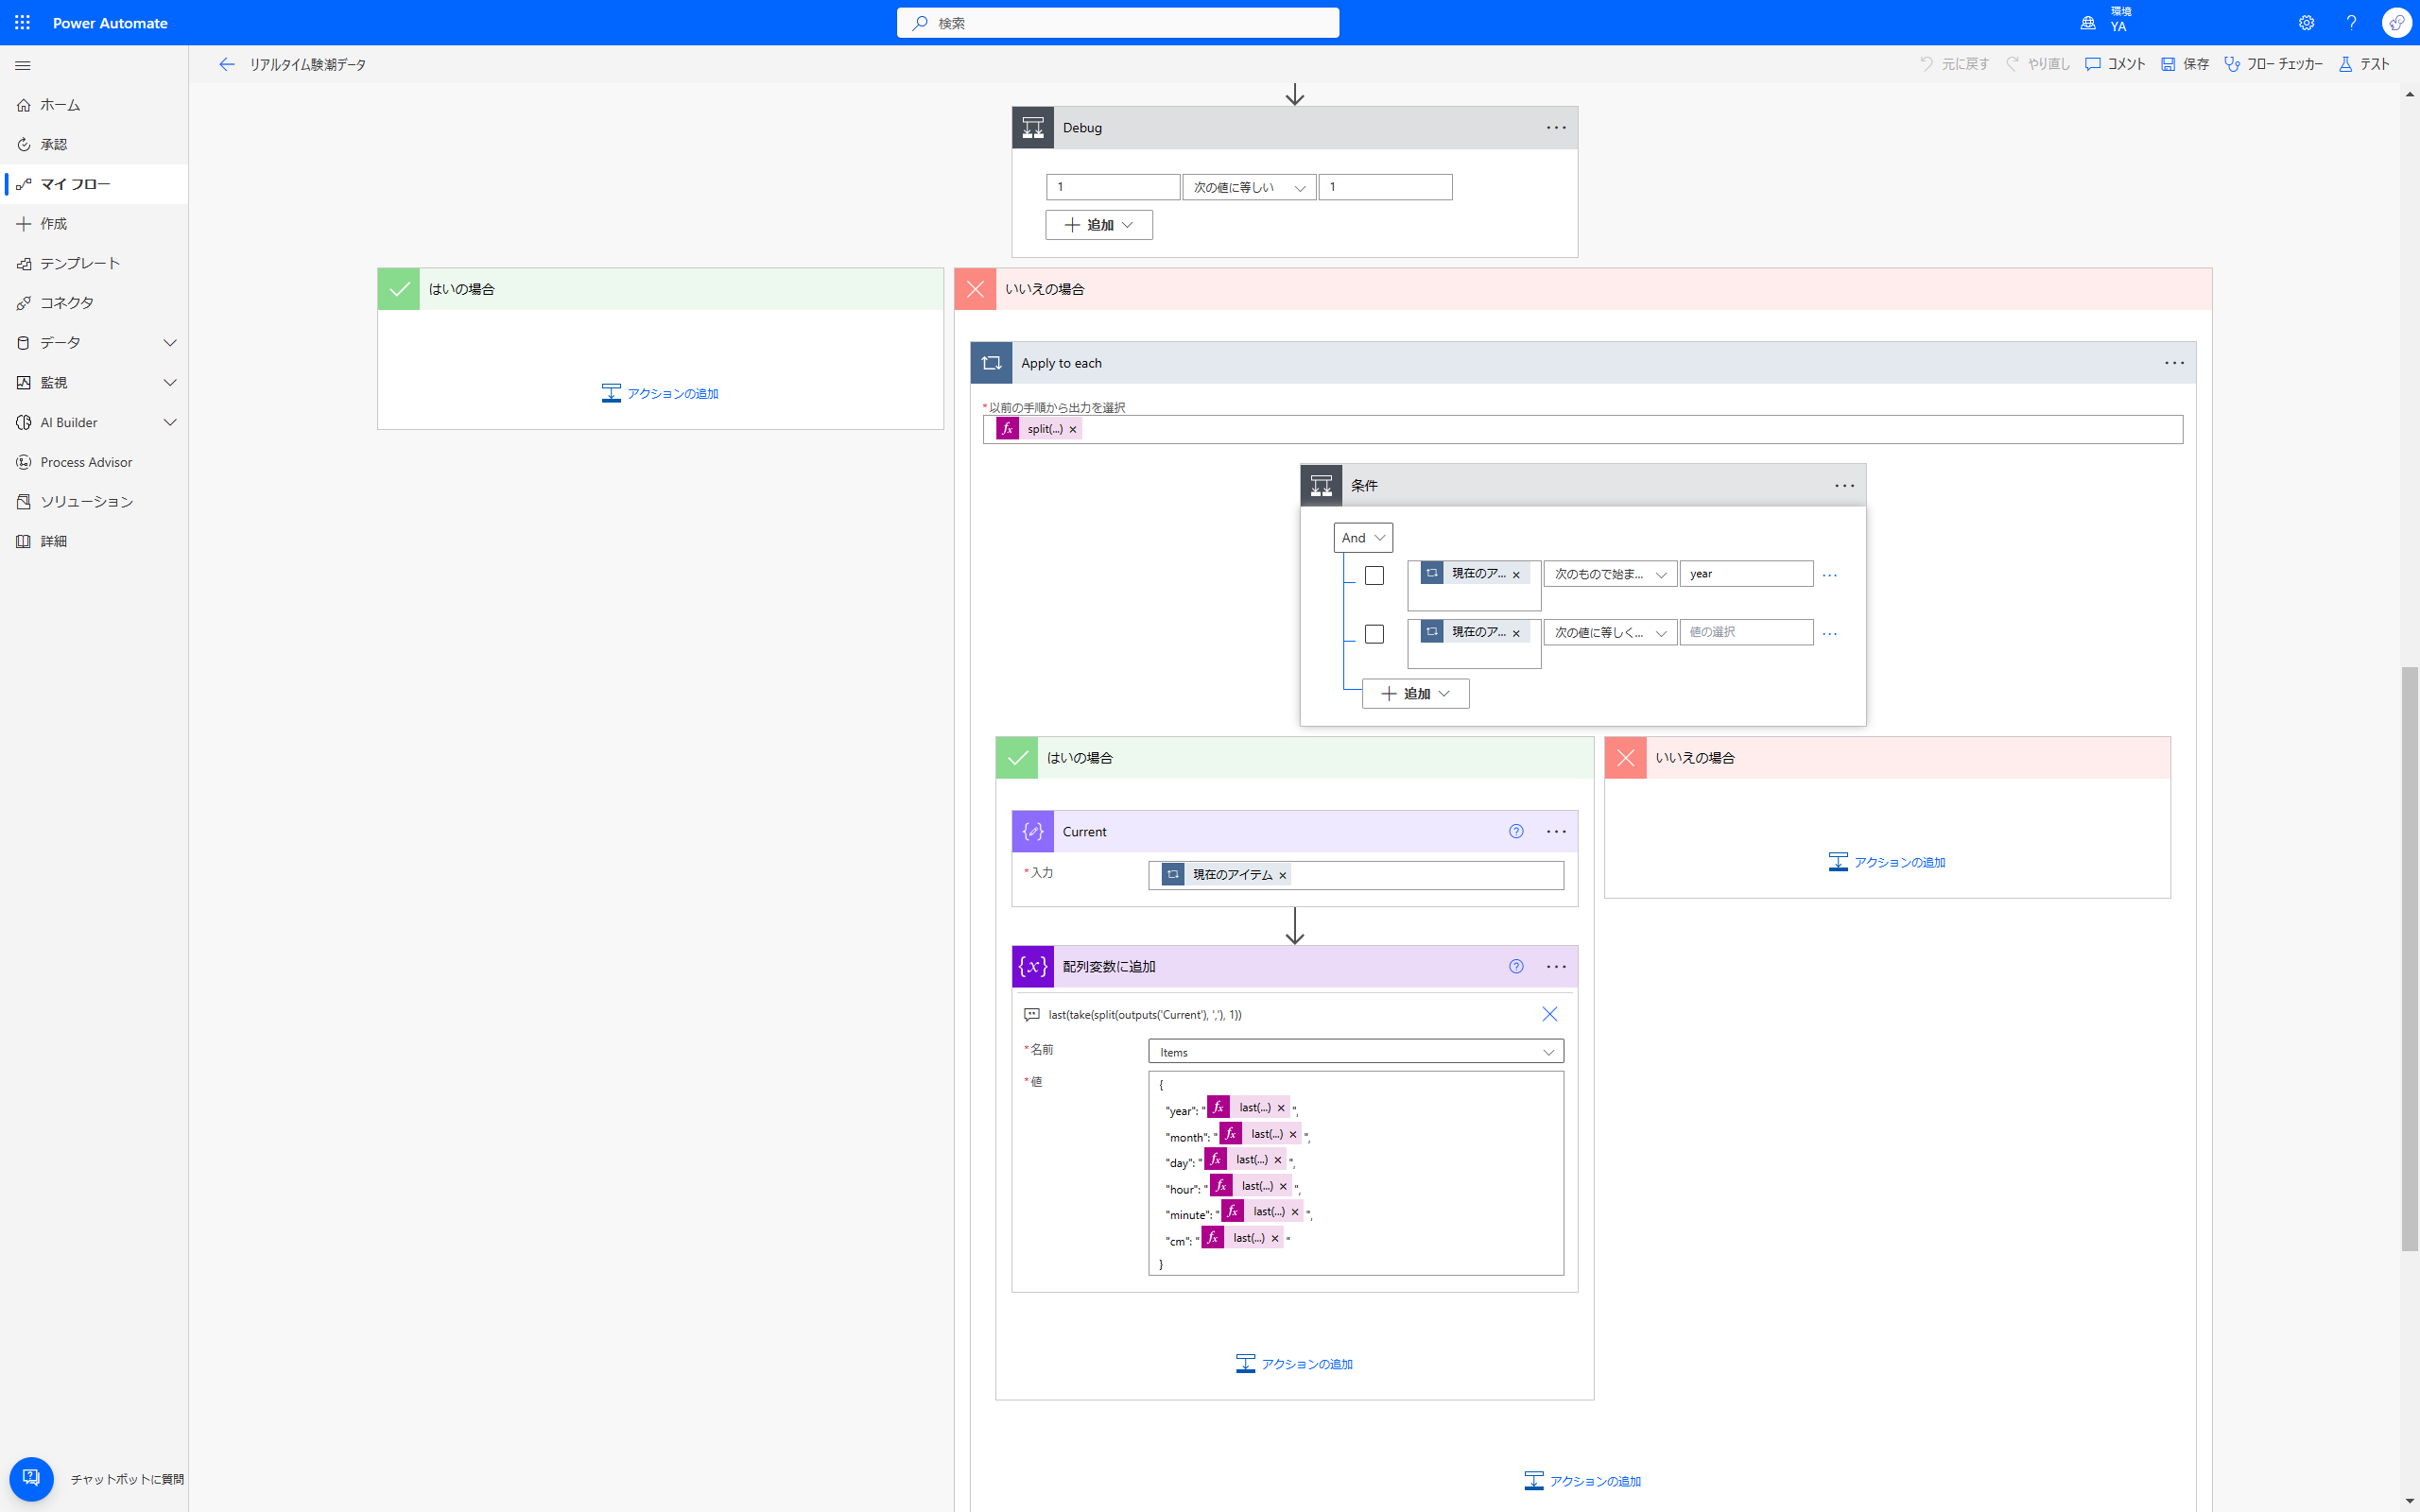 Power Automate
検索
環境
YA
リアルタイム験潮データ
元に戻す
やり直し
コメント
保存
フロー チェッカー
テスト
ホーム
承認
マイ フロー
作成
テンプレート
コネクタ
データ
監視
AI Builder
Process Advisor
ソリューション
詳細
チャットボットに質問
Debug
1 次の値に等しい 1
追加
はいの場合
アクションの追加
いいえの場合
Apply to each
*以前の手順から出力を選択
fx split(...) ×
条件
And
現在のア... × 次のもので始ま... year
現在のア... × 次の値に等しく... 値の選択
追加
はいの場合
Current
*入力 現在のアイテム ×
{x} 配列変数に追加
last(take(split(outputs('Current'), ','), 1))
*名前 Items
*値
{
"year": " fx last(...) × ",
"month": " fx last(...) × ",
"day": " fx last(...) × ",
"hour": " fx last(...) × ",
"minute": " fx last(...) × ",
"cm": " fx last(...) × "
}
アクションの追加
いいえの場合
アクションの追加
アクションの追加